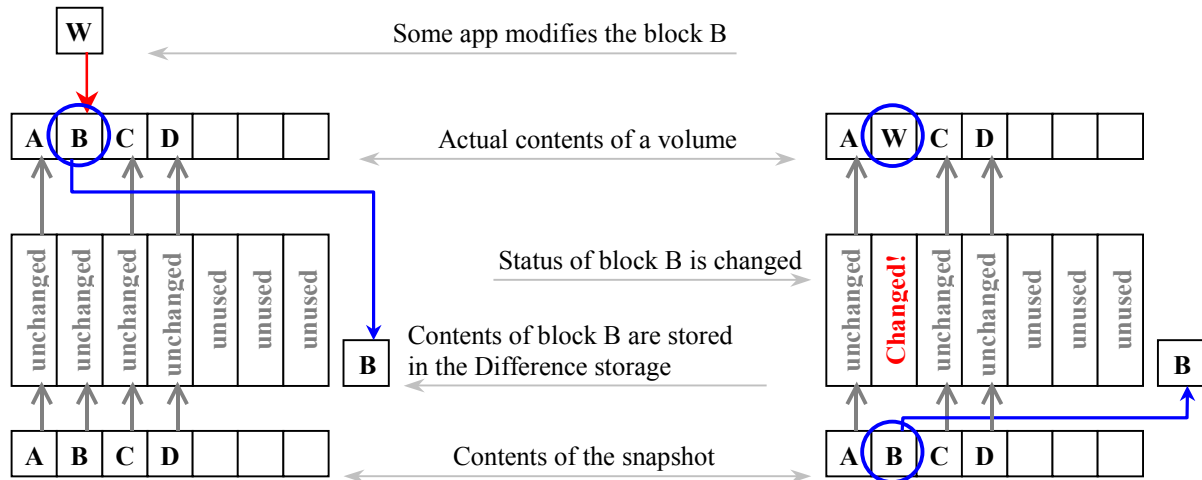 W
Some app modifies the block B
A B C D
Actual contents of a volume
A W C D
unchanged unchanged unchanged unchanged unused unused unused
Status of block B is changed
unchanged Changed! unchanged unchanged unused unused unused
Contents of block B are stored
in the Difference storage
B
B
A B C D
Contents of the snapshot
A B C D